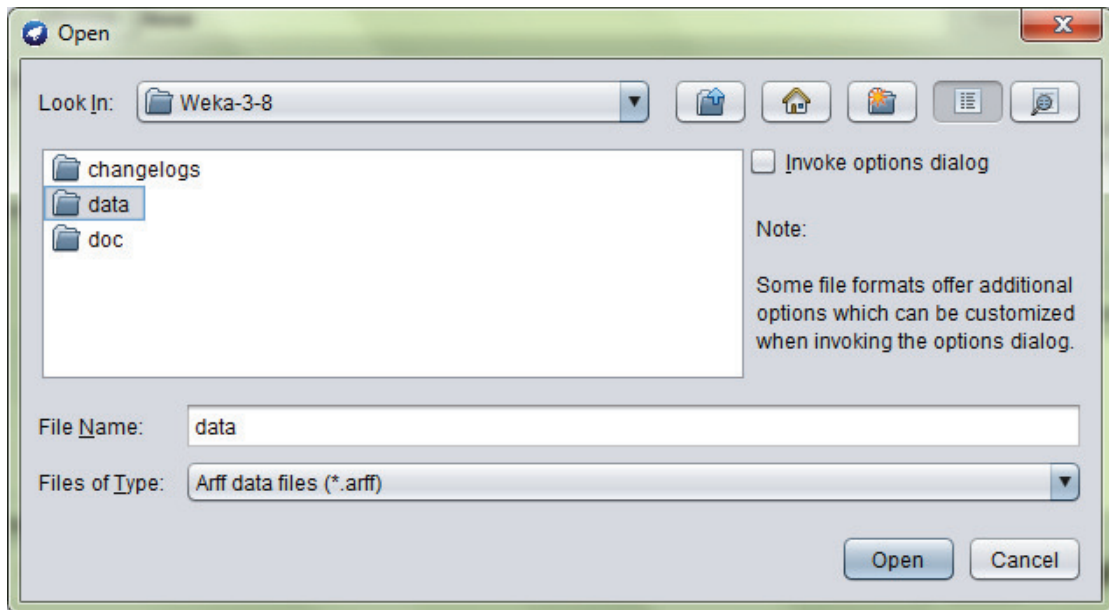 Open
Look In: Weka-3-8
changelogs
data
doc
Invoke options dialog
Note:
Some file formats offer additional
options which can be customized
when invoking the options dialog.
File Name: data
Files of Type: Arff data files (*.arff)
Open Cancel